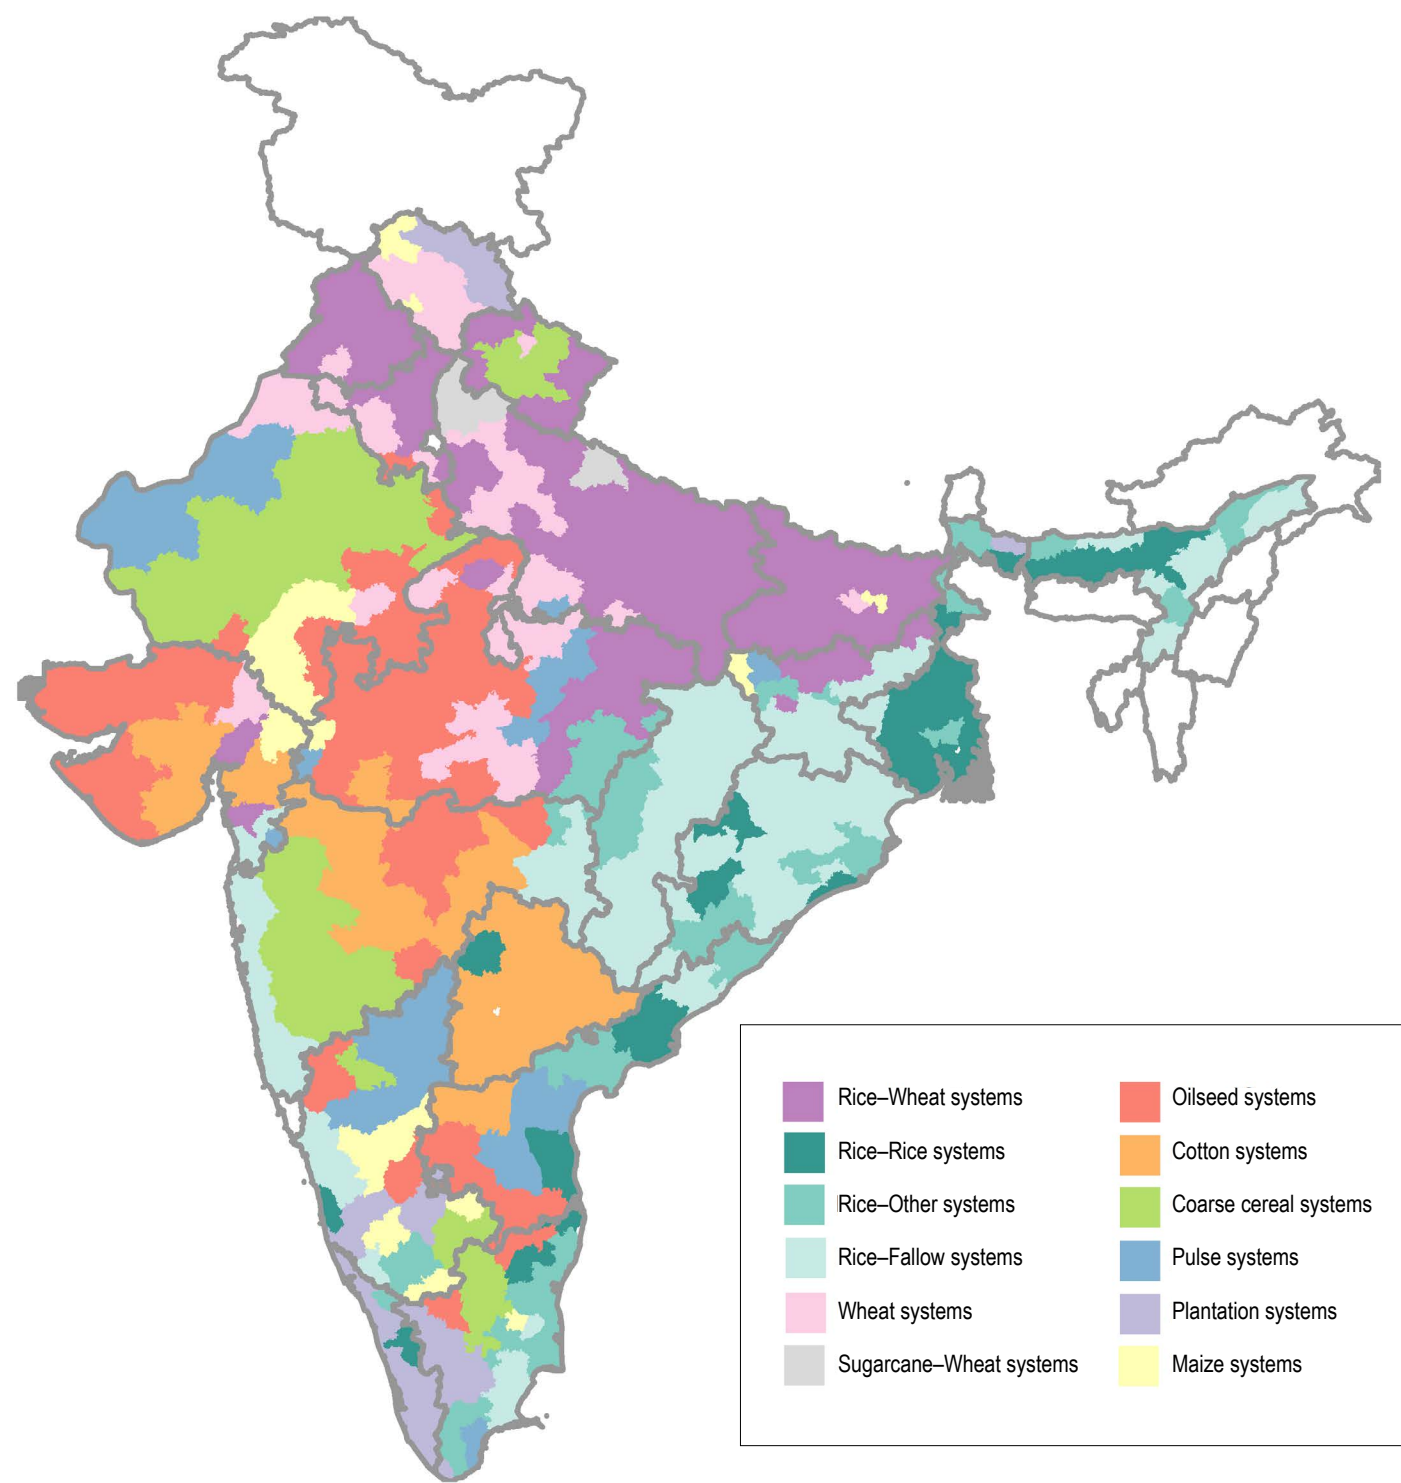 Rice–Wheat systems
Rice–Rice systems
Rice–Other systems
Rice–Fallow systems
Wheat systems
Sugarcane–Wheat systems
Oilseed systems
Cotton systems
Coarse cereal systems
Pulse systems
Plantation systems
Maize systems